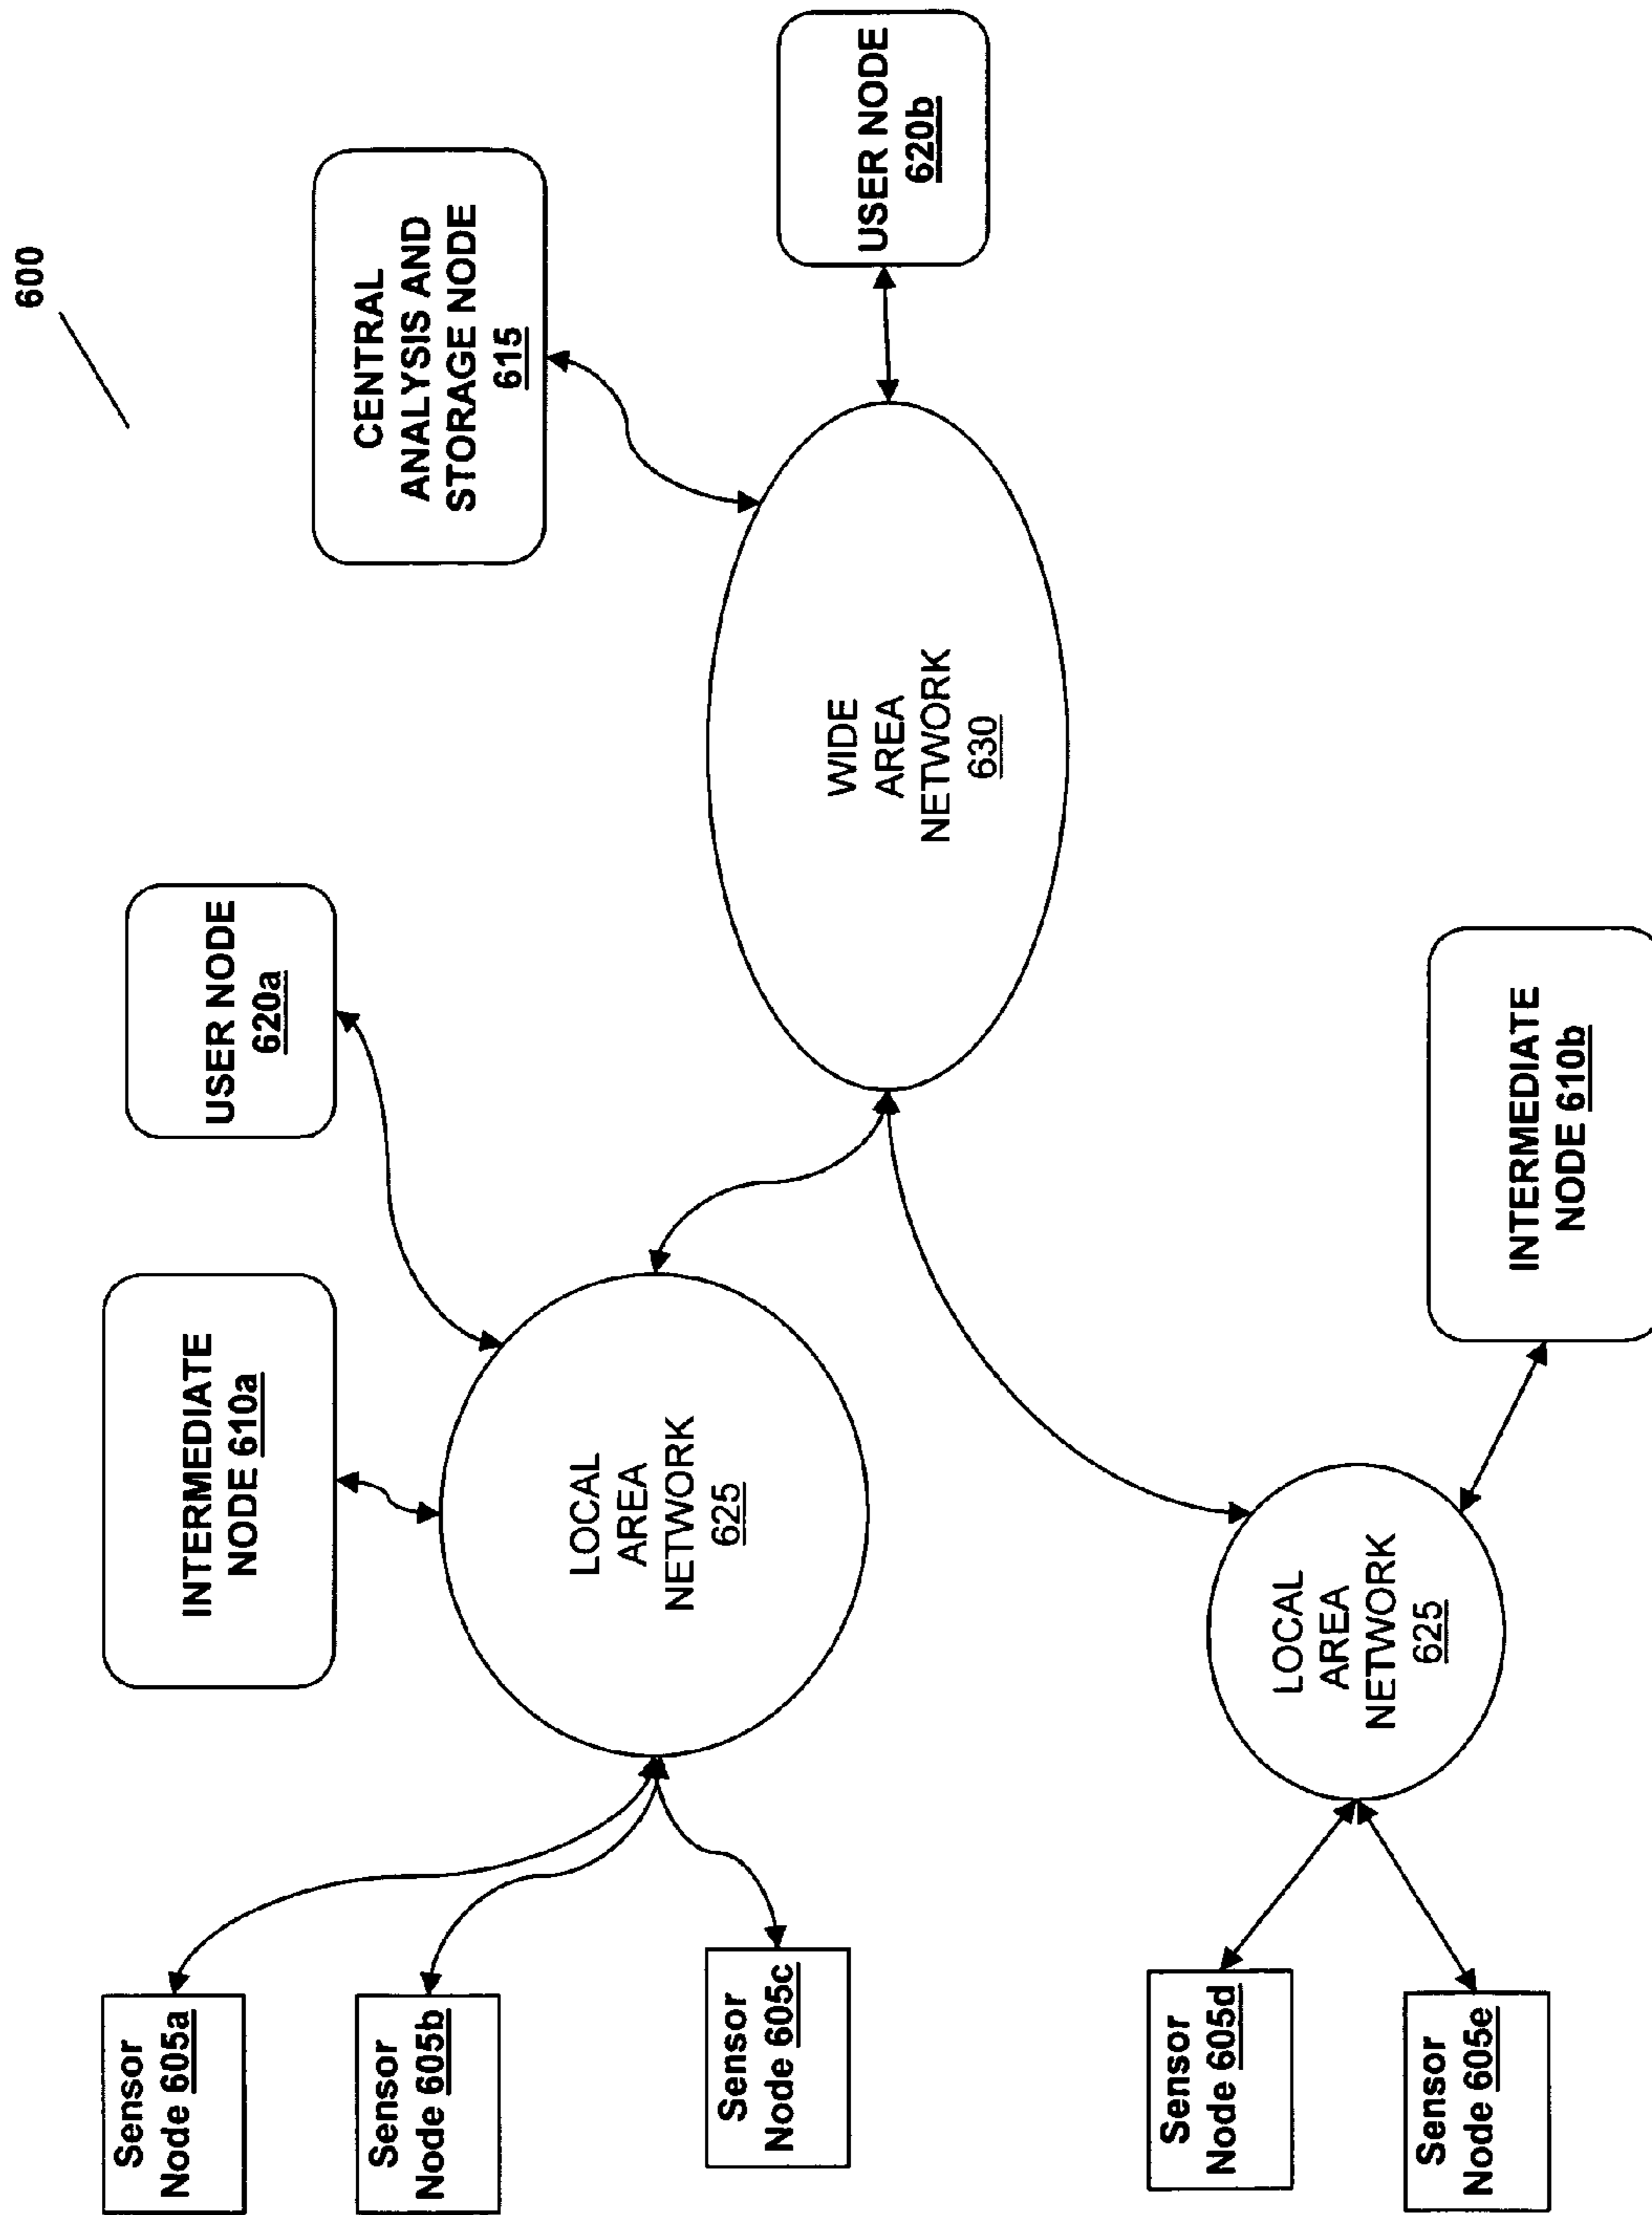 600
CENTRAL
ANALYSIS AND
STORAGE NODE
615
USER NODE
620b
USER NODE
620a
INTERMEDIATE
NODE 610a
WIDE
AREA
NETWORK
630
LOCAL
AREA
NETWORK
625
Sensor
Node 605a
Sensor
Node 605b
Sensor
Node 605c
LOCAL
AREA
NETWORK
625
INTERMEDIATE
NODE 610b
Sensor
Node 605d
Sensor
Node 605e